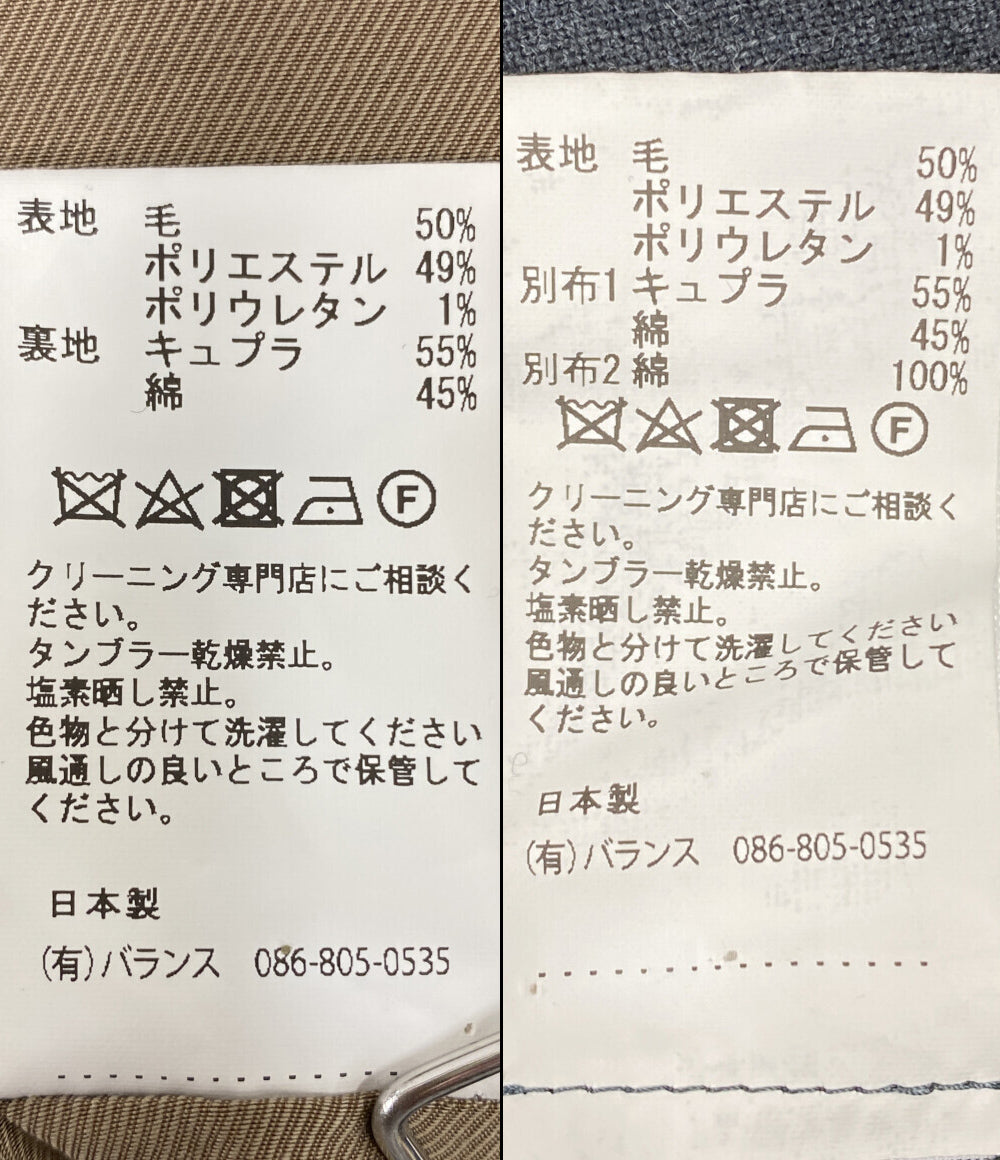 表地 毛 50%
ポリエステル 49%
ポリウレタン 1%
裏地 キュプラ 55%
綿 45%
F
クリーニング専門店にご相談く
ださい。
タンブラー乾燥禁止。
塩素晒し禁止。
色物と分けて洗濯してください
風通しの良いところで保管して
ください。
日本製
(有)バランス 086-805-0535
表地 毛 50%
ポリエステル 49%
ポリウレタン 1%
別布1 キュプラ 55%
綿 45%
別布2 綿 100%
F
クリーニング専門店にご相談く
ださい。
タンブラー乾燥禁止。
塩素晒し禁止。
色物と分けて洗濯してください
風通しの良いところで保管して
ください。
日本製
(有)バランス 086-805-0535